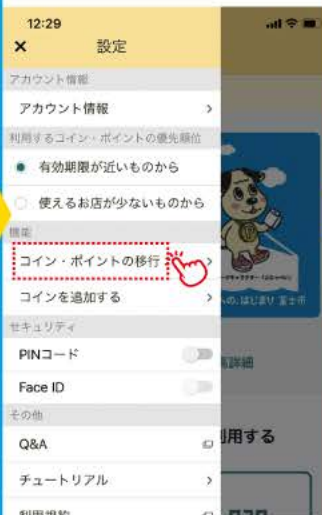 12:29
× 設定
アカウント情報
アカウント情報 >
利用するコイン・ポイントの優先順位
有効期限が近いものから
使えるお店が少ないものから
機能
コイン・ポイントの移行 >
コインを追加する >
セキュリティ
PINコード
Face ID
その他
Q&A
利用する
チュートリアル >
利用規約